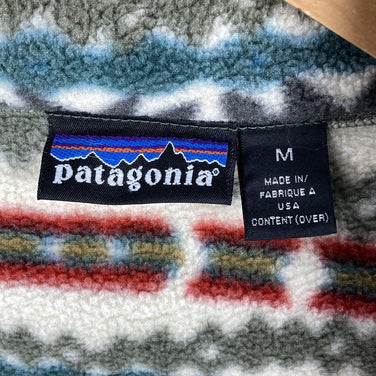 patagonia®
M
MADE IN/
FABRIQUE A
USA
CONTENT (OVER)